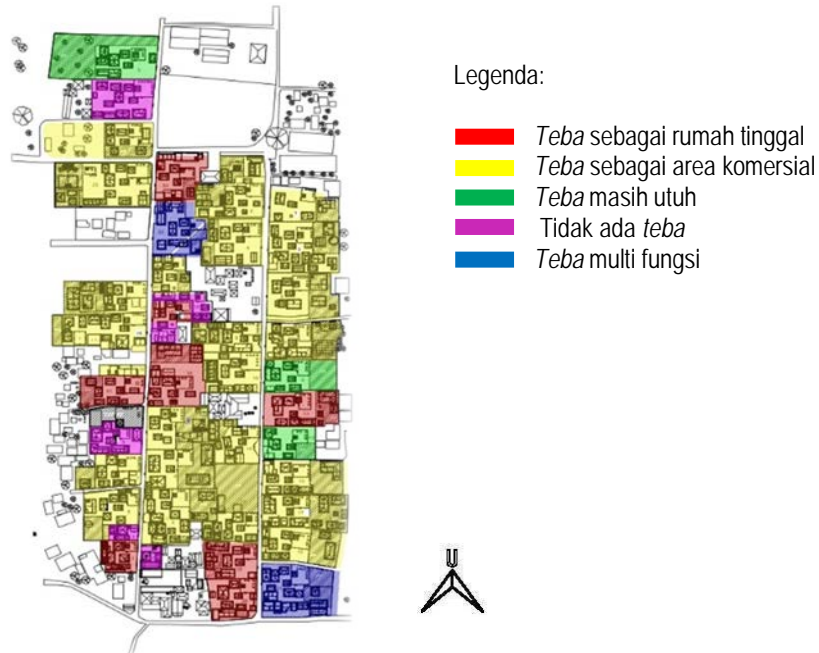 Legenda:
Teba sebagai rumah tinggal
Teba sebagai area komersial
Teba masih utuh
Tidak ada teba
Teba multi fungsi
U